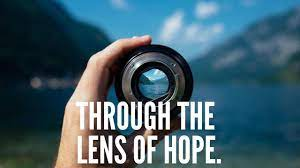 THROUGH THE
LENS OF HOPE.